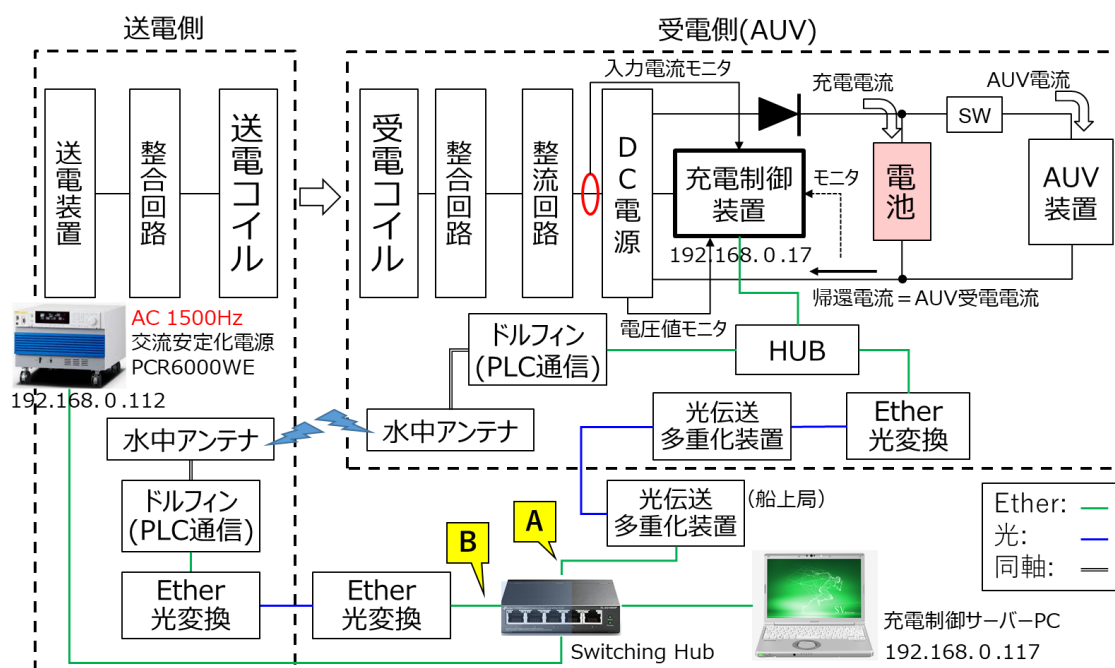 送電側
受電側(AUV)
送電装置
整合回路
送電コイル
受電コイル
整合回路
整流回路
入力電流モニタ
DC電源
充電制御
装置
192.168.0.17
モニタ
充電電流
電池
SW
AUV電流
AUV
装置
帰還電流=AUV受電電流
電圧値モニタ
AC 1500Hz
交流安定化電源
PCR6000WE
192.168.0.112
ドルフィン
(PLC通信)
HUB
水中アンテナ
水中アンテナ
光伝送
多重化装置
Ether
光変換
ドルフィン
(PLC通信)
光伝送
多重化装置
(船上局)
A
B
Ether
光変換
Ether
光変換
Switching Hub
充電制御サーバーPC
192.168.0.117
Ether:
光:
同軸: